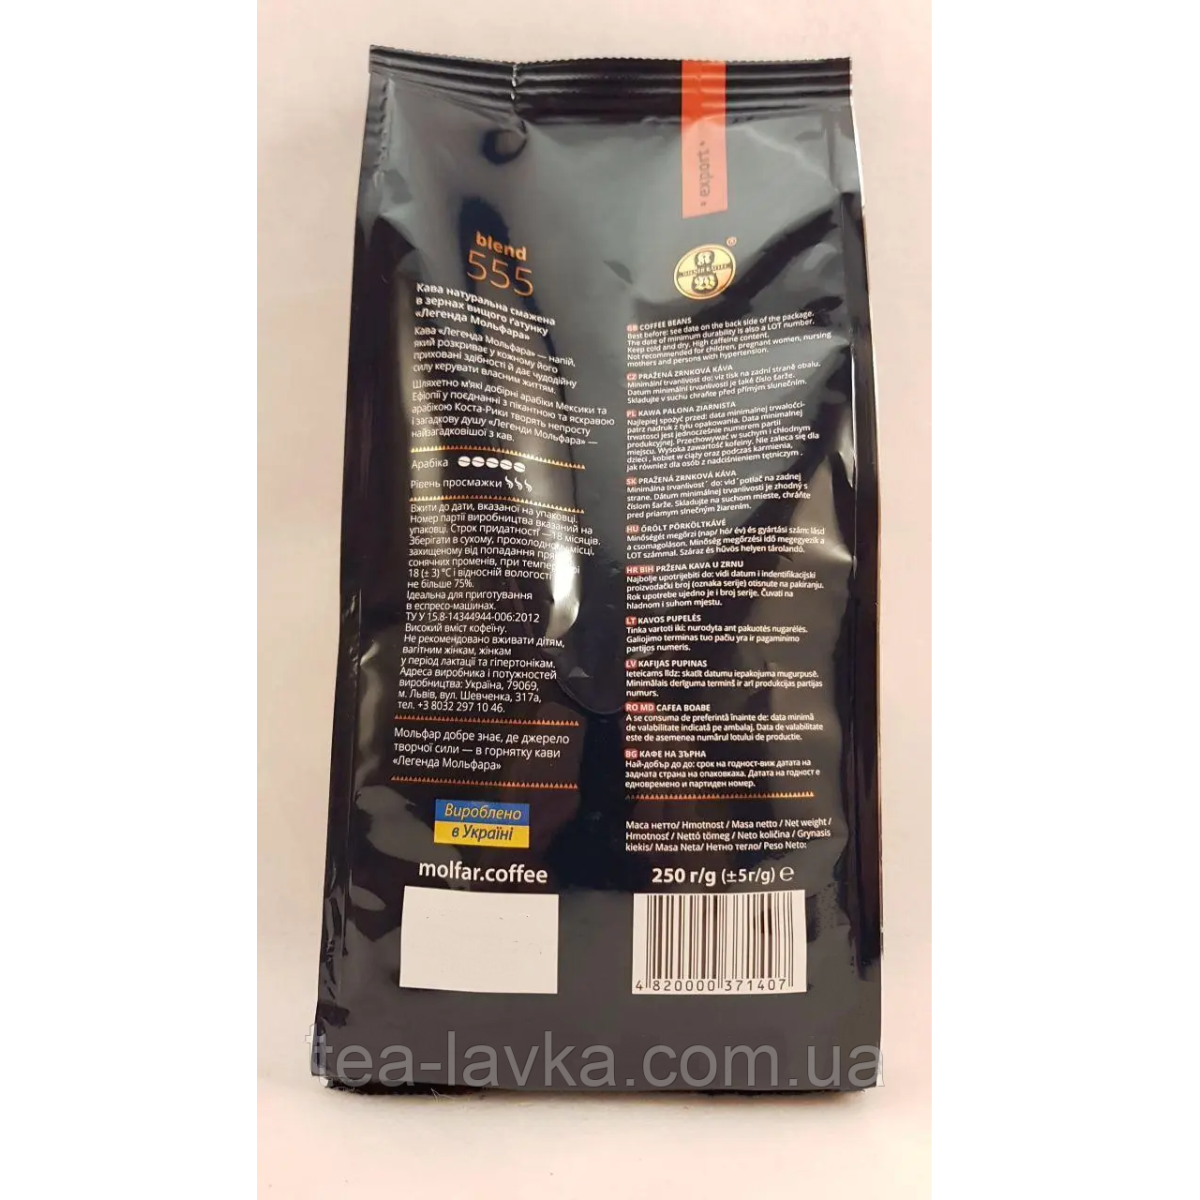 • export •
blend
555
Кава натуральна смажена
в зернах вищого ґатунку
«Легенда Мольфара»
Кава «Легенда Мольфара» — напій,
який розкриває у кожному його
приховані здібності й дає чудодійну
силу керувати власним життям.
Шляхетно м'які добірні арабіки Мексики та
Ефіопії у поєднанні з пікантною та яскравою
арабікою Коста-Рики творять непросту
і загадкову душу «Легенди Мольфара» —
найзагадковішої з кав.
Арабіка
Рівень просмажки
Вжити до дати, вказаної на упаковці.
Номер партії виробництва вказаний на
упаковці. Строк придатності — 18 місяців.
Зберігати в сухому, прохолодному місці,
захищеному від попадання
сонячних променів, при температурі
18 (± 3) °C і відносній вологості
не більше 75%.
Ідеальна для приготування
в еспресо-машинах.
ТУ У 15.8-14344944-006:2012
Високий вміст кофеїну.
Не рекомендовано вживати дітям,
вагітним жінкам, жінкам
у період лактації та гіпертонікам.
Адреса виробника і потужностей
виробництва: Україна, 79069,
м. Львів, вул. Шевченка, 317а,
тел. +3 8032 297 10 46.
Мольфар добре знає, де джерело
творчої сили — в горнятку кави
«Легенда Мольфара»
Вироблено
в Україні
molfar.coffee
®
GB COFFEE BEANS
Best before: see date on the back side of the package.
The date of minimum durability is also a LOT number.
Keep cold and dry. High caffeine content.
Not recommended for children, pregnant women, nursing
mothers and persons with hypertension.
CZ PRAŽENÁ ZRNKOVÁ KÁVA
Minimální trvanlivost do: viz tisk na zadní straně obalu.
Datum minimální trvanlivosti je také číslo šarže.
Skladujte v suchu chraňte před přímým slunečním.
PL KAWA PALONA ZIARNISTA
Najlepiej spożyć przed: data minimalnej trwałości-
patrz nadruk z tyłu opakowania. Data minimalnej
trwatosci jest jednocześnie numerem partii
produkcyjnej. Przechowywać w suchym i chłodnym
miejscu. Wysoka zawartość kofeiny. Nie zaleca się dla
dzieci, kobiet w ciąży oraz podczas karmienia,
jak również dla osób z nadciśnieniem tętniczym.
SK PRAŽENÁ ZRNKOVÁ KÁVA
Minimálna trvanlivosť do: viď potlač na zadnej
strane. Dátum minimálnej trvanlivosti je zhodný s
číslom šarže. Skladujte na suchom mieste, chráňte
pred priamym slnečným žiarením.
HU ŐRÖLT PÖRKÖLTKÁVÉ
Minőségét megőrzi (nap/ hó/ év) és gyártási szám: lásd
a csomagoláson. Minőség megőrzési idő megegyezik a
LOT számmal. Száraz és hűvös helyen tárolandó.
HR BIH PRŽENA KAVA U ZRNU
Najbolje upotrijebiti do: vidi datum i indentifikacijski
proizvođački broj (oznaka serije) otisnute na pakiranju.
Rok upotrebe ujedno je i broj serije. Čuvati na
hladnom i suhom mjestu.
LT KAVOS PUPELĖS
Tinka vartoti iki: nurodyta ant pakuotės nugarėlės.
Galiojimo terminas tuo pačiu yra ir pagaminimo
partijos numeris.
LV KAFIJAS PUPIŅAS
Ieteicams līdz: skatīt datumu iepakojuma mugurpusē.
Minimālais derīguma termiņš ir arī produkcijas partijas
numurs.
RO MD CAFEA BOABE
A se consuma de preferintă înainte de: data minimă
de valabilitate indicată pe ambalaj. Data de valabilitate
este de asemenea numărul lotului de productie.
BG КАФЕ НА ЗЪРНА
Най-добър до до: срок на годност-виж датата на
задната страна на опаковкаха. Датата на годност е
едновремено и партиден номер.
Маса нетто/ Hmotnost / Masa netto / Net weight /
Hmotnosť / Nettó tömeg / Neto količina / Grynasis
kiekis/ Masa Neta/ Нетно тегло/ Peso Neto:
250 г/g (±5г/g) ℮
4 820000 371407
tea-lavka.com.ua